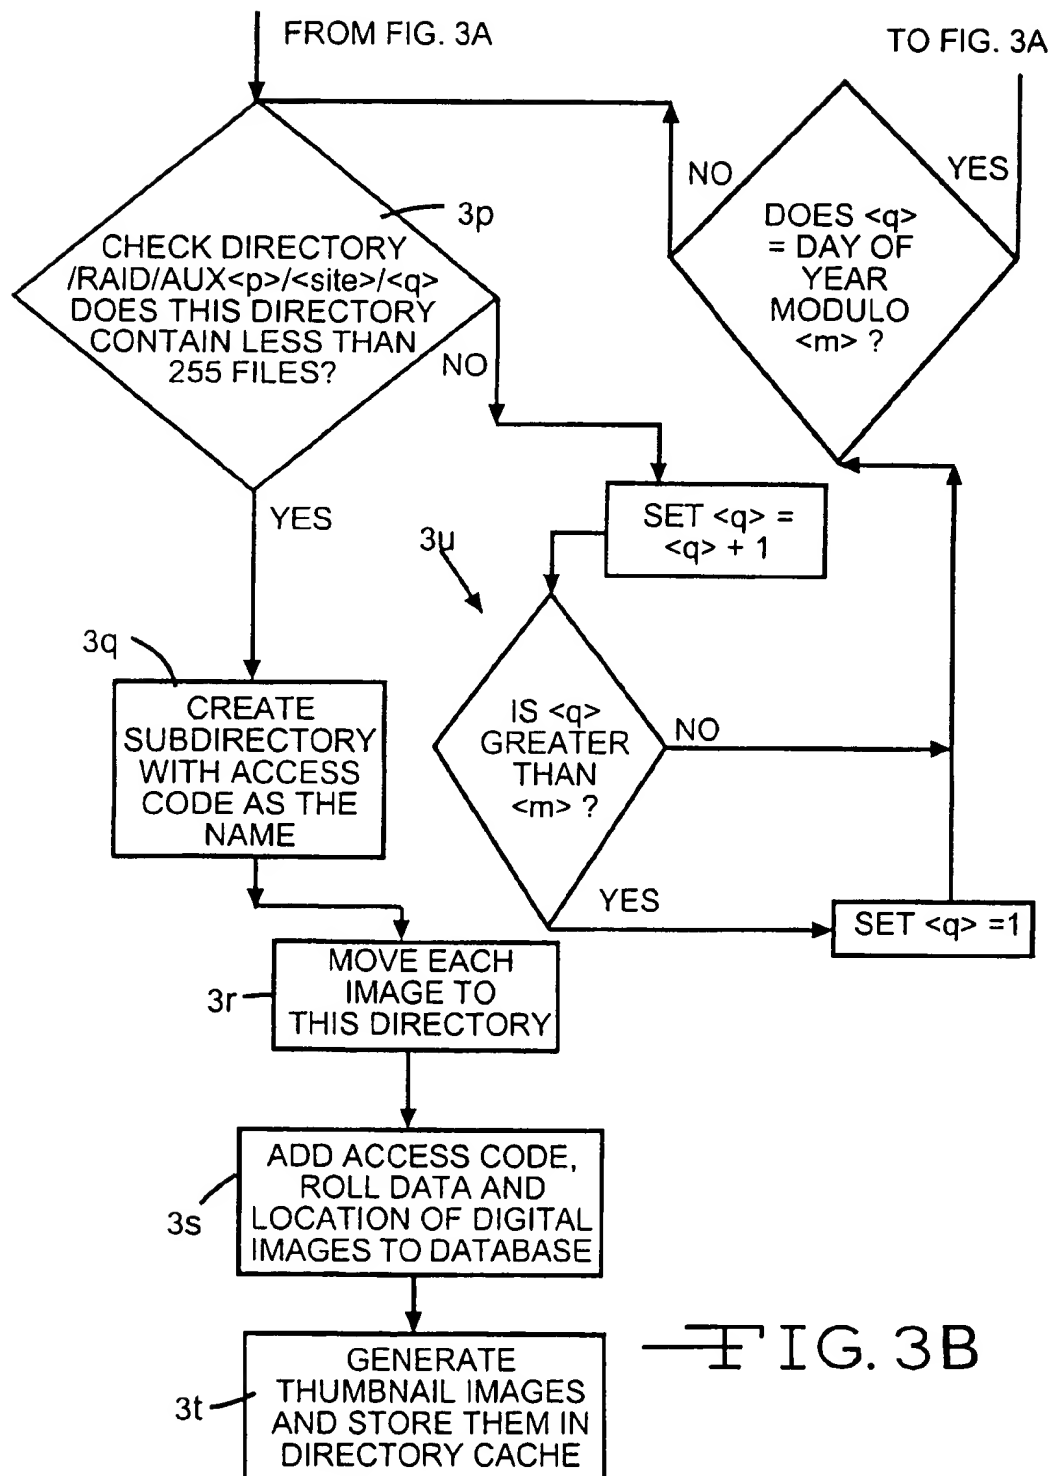 FROM FIG. 3A
TO FIG. 3A
3p
CHECK DIRECTORY
/RAID/AUX<p>/<site>/<q>
DOES THIS DIRECTORY
CONTAIN LESS THAN
255 FILES?
NO
YES
NO
YES
DOES <q>
= DAY OF
YEAR
MODULO
<m> ?
SET <q> =
<q> + 1
3u
IS <q>
GREATER
THAN
<m> ?
NO
YES
SET <q> =1
3q
CREATE
SUBDIRECTORY
WITH ACCESS
CODE AS THE
NAME
3r
MOVE EACH
IMAGE TO
THIS DIRECTORY
3s
ADD ACCESS CODE,
ROLL DATA AND
LOCATION OF DIGITAL
IMAGES TO DATABASE
3t
GENERATE
THUMBNAIL IMAGES
AND STORE THEM IN
DIRECTORY CACHE
FIG. 3B